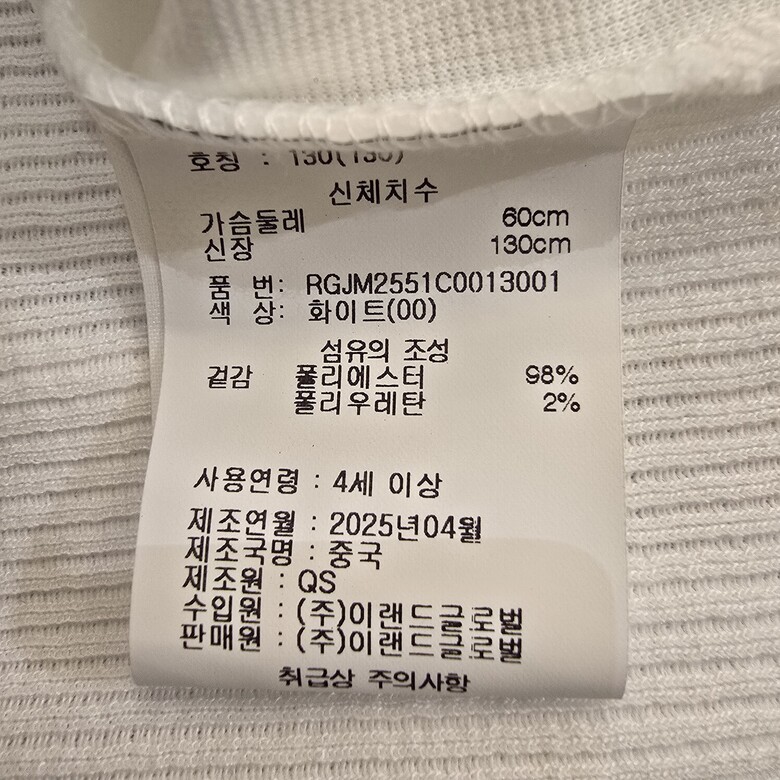 호칭 : 130(130)
신체치수
가슴둘레 60cm
신장 130cm
품 번: RGJM2551C0013001
색 상: 화이트(00)
섬유의 조성
겉감 폴리에스터 98%
폴리우레탄 2%
사용연령 : 4세 이상
제조연월 : 2025년04월
제조국명 : 중국
제조원 : QS
수입원 : (주)이랜드글로벌
판매원 : (주)이랜드글로벌
취급상 주의사항